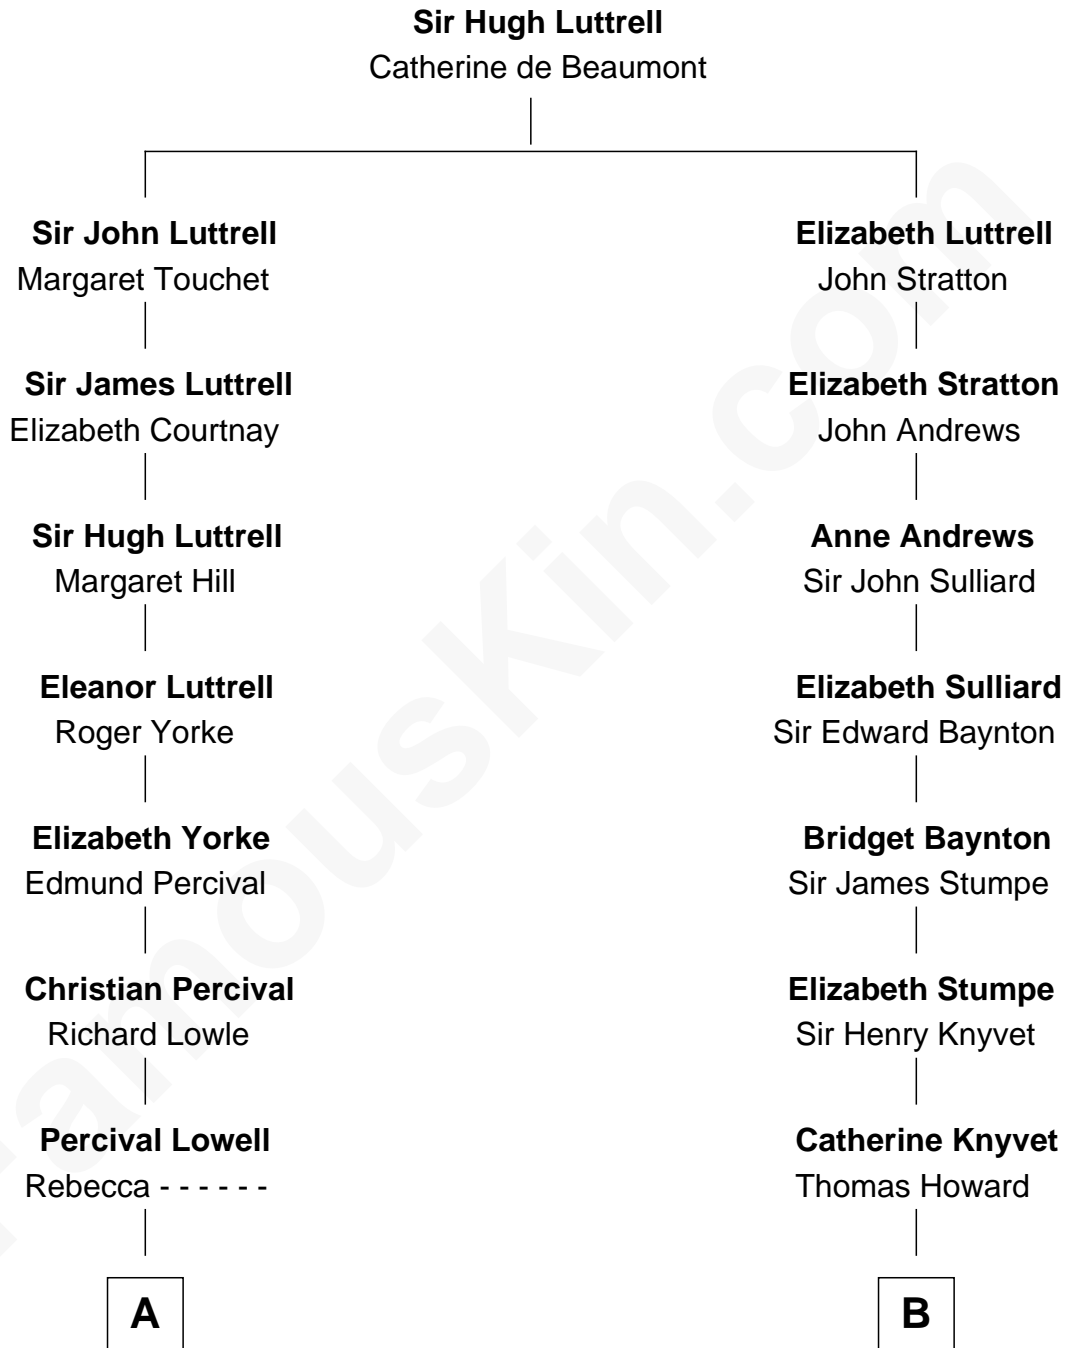 Sir Hugh Luttrell
Catherine de Beaumont
Sir John Luttrell
Margaret Touchet
Sir James Luttrell
Elizabeth Courtnay
Sir Hugh Luttrell
Margaret Hill
Eleanor Luttrell
Roger Yorke
Elizabeth Yorke
Edmund Percival
Christian Percival
Richard Lowle
Percival Lowell
Rebecca - - - - - -
A
Elizabeth Luttrell
John Stratton
Elizabeth Stratton
John Andrews
Anne Andrews
Sir John Sulliard
Elizabeth Sulliard
Sir Edward Baynton
Bridget Baynton
Sir James Stumpe
Elizabeth Stumpe
Sir Henry Knyvet
Catherine Knyvet
Thomas Howard
B
FamousKin.com